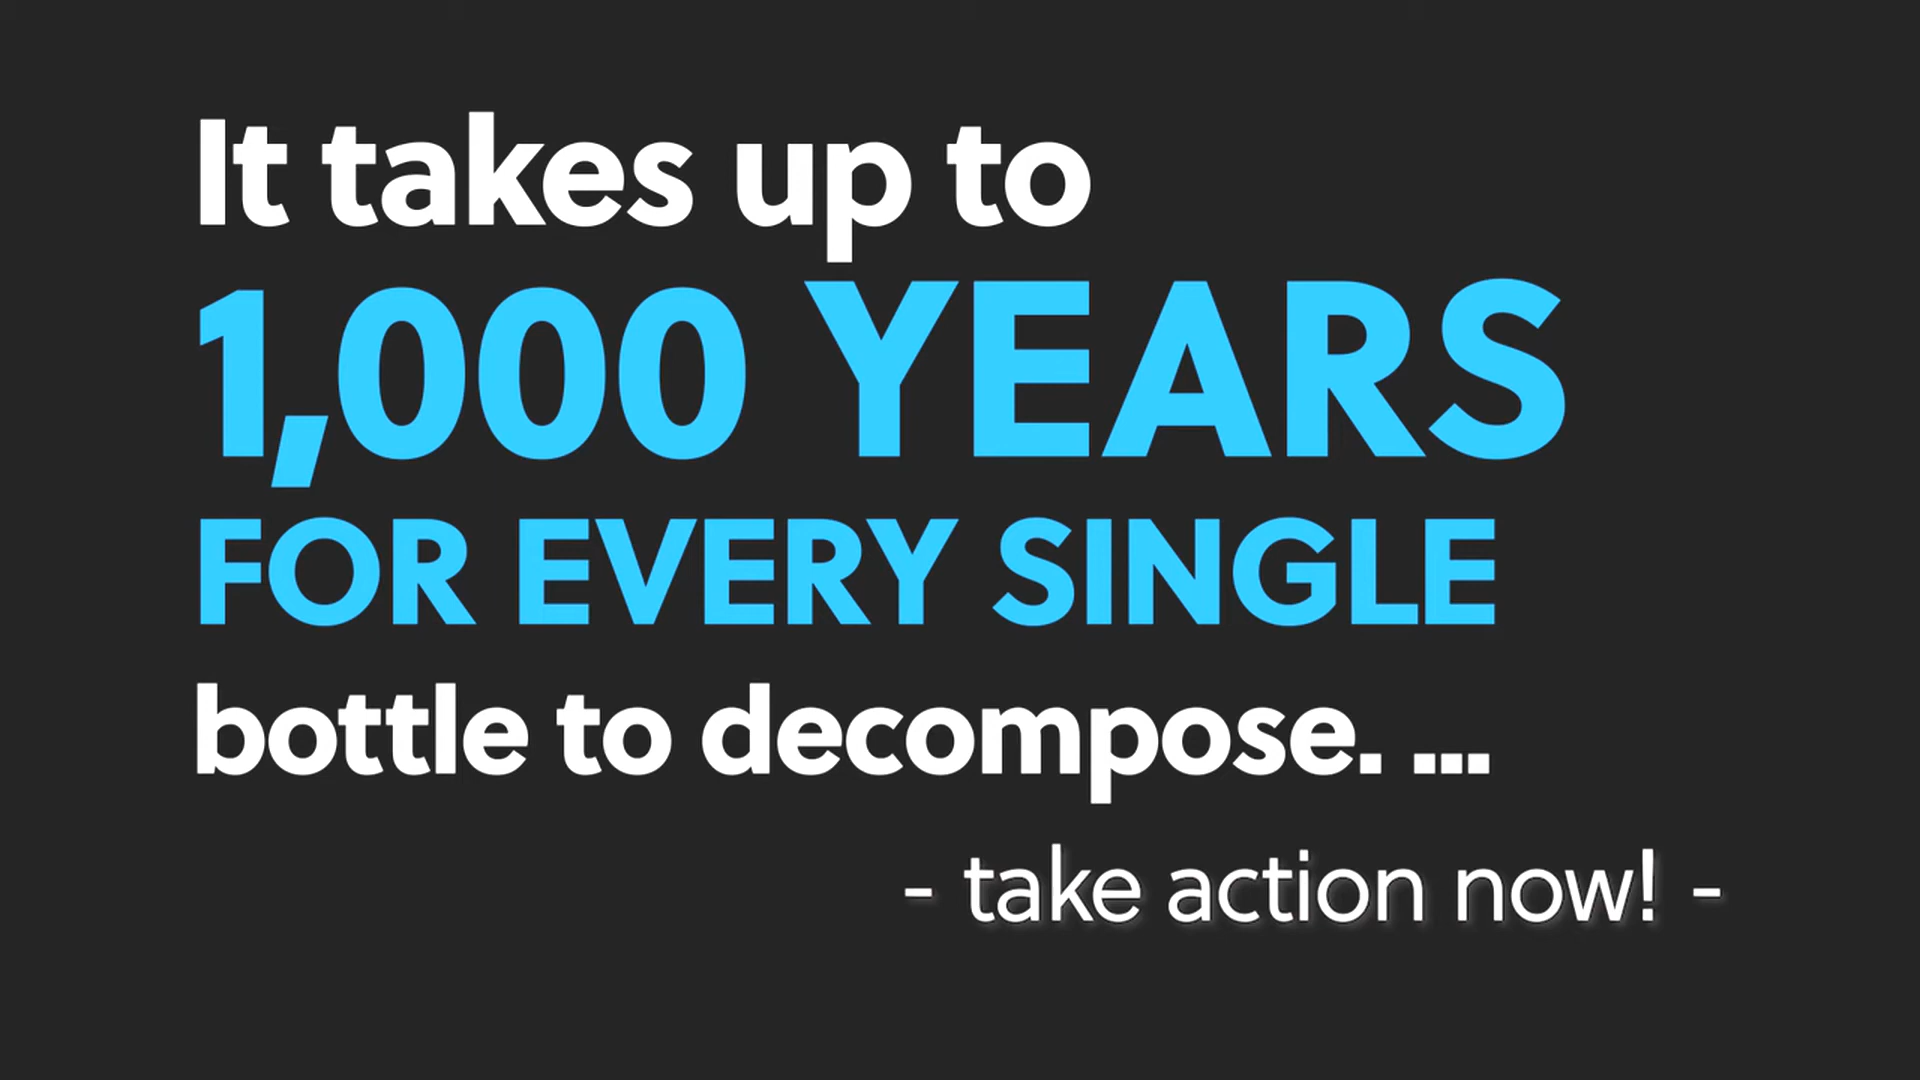 It takes up to
1,000 YEARS
FOR EVERY SINGLE
bottle to decompose. ...
- take action now! -